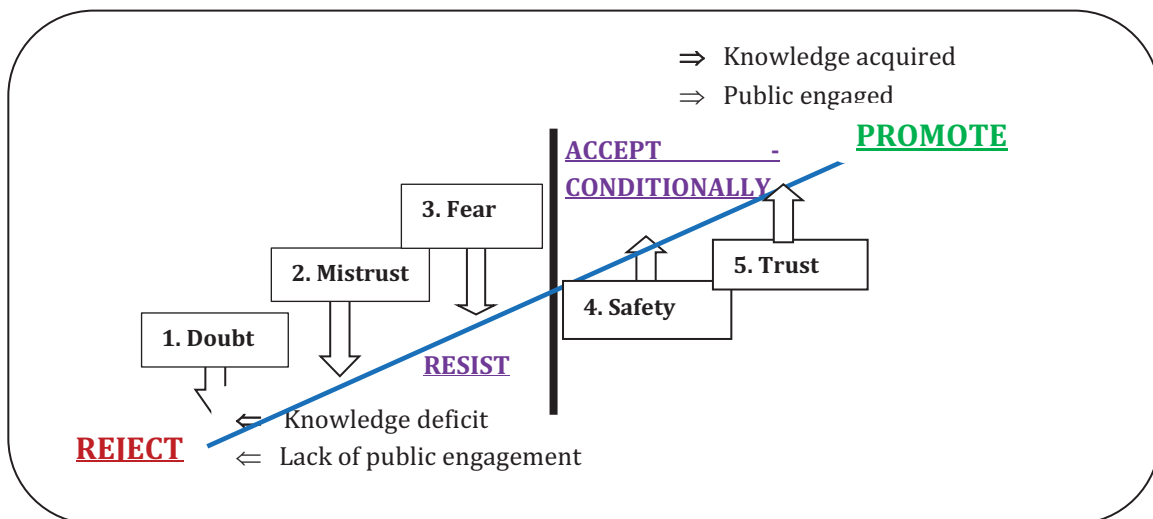 ⇒ Knowledge acquired
⇒ Public engaged
PROMOTE
ACCEPT -
CONDITIONALLY
3. Fear
2. Mistrust
5. Trust
4. Safety
1. Doubt
RESIST
⇐ Knowledge deficit
REJECT
⇐ Lack of public engagement